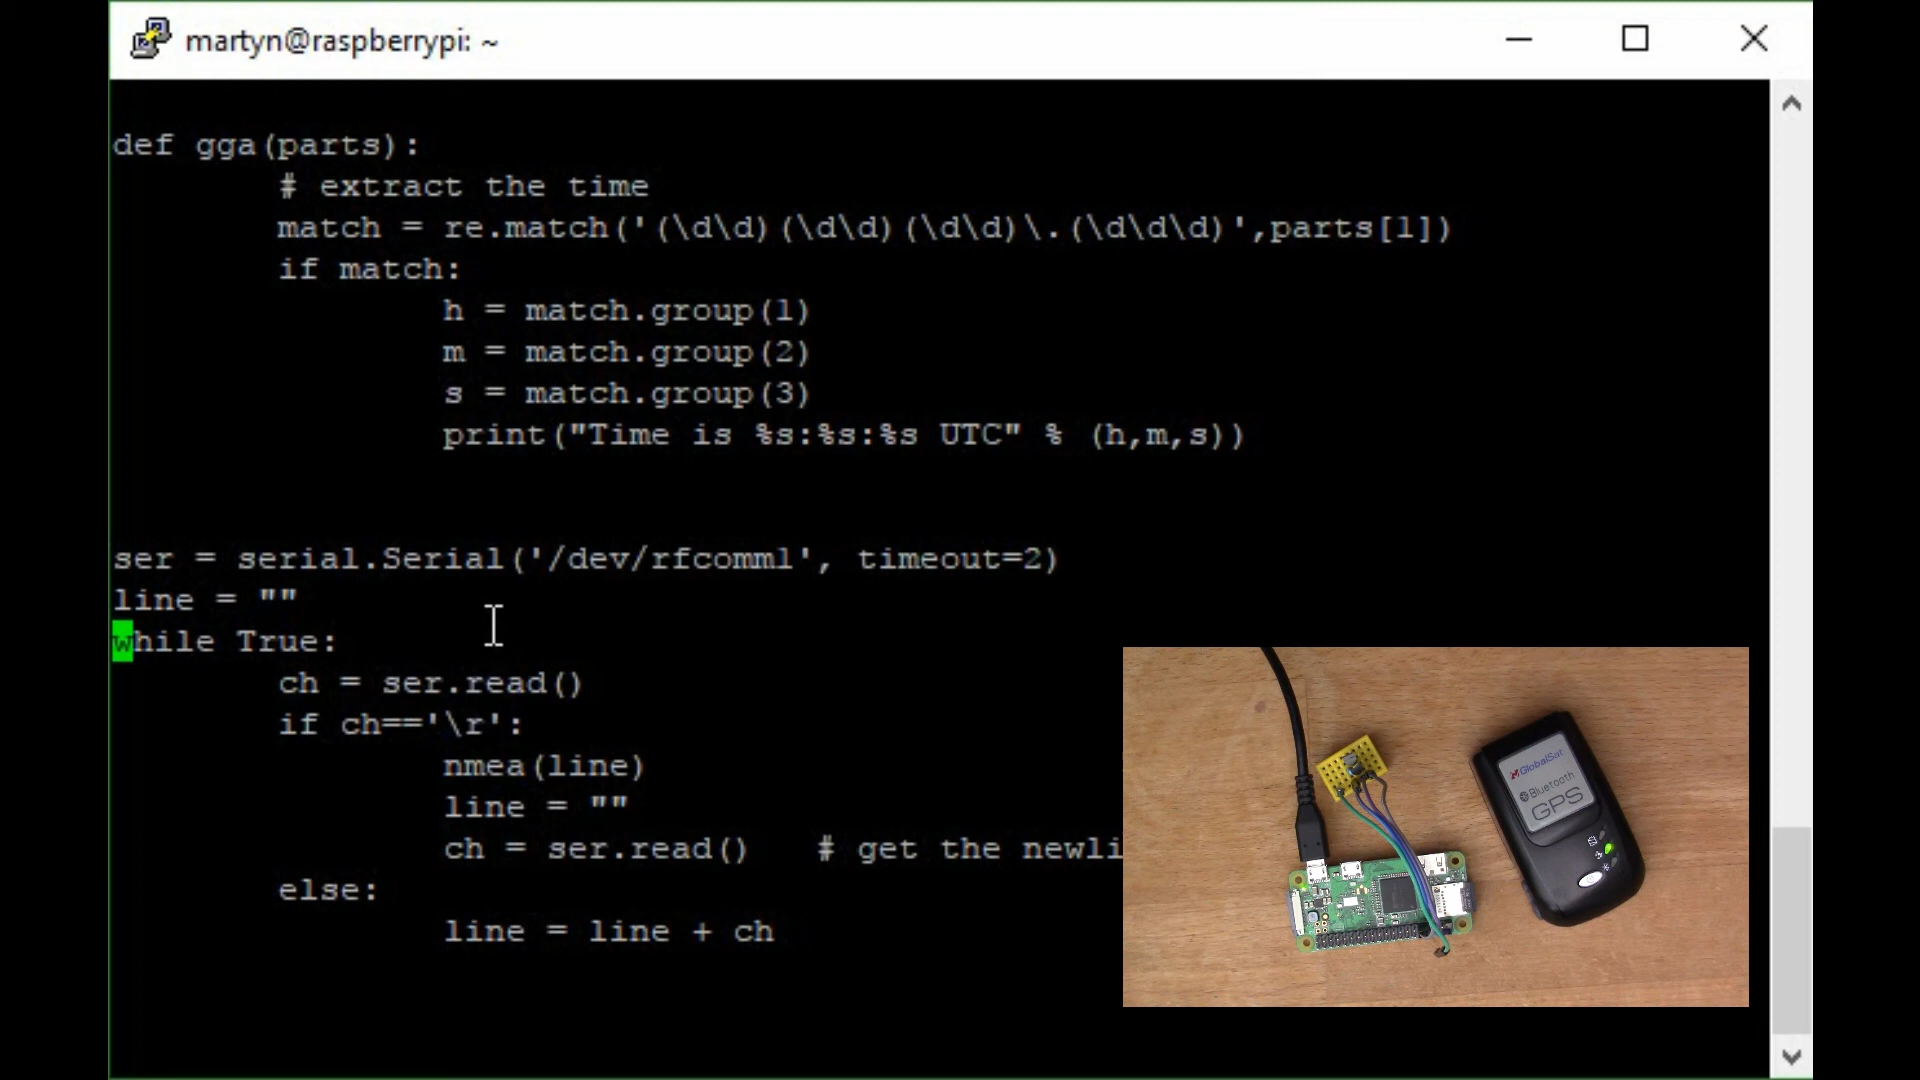 martyn@raspberrypi: ~
def gga(parts):
# extract the time
match = re.match('(\d\d)(\d\d)(\d\d)\.(\d\d\d)',parts[1])
if match:
h = match.group(1)
m = match.group(2)
s = match.group(3)
print("Time is %s:%s:%s UTC" % (h,m,s))
ser = serial.Serial('/dev/rfcomm1', timeout=2)
line = ""
while True:
ch = ser.read()
if ch=='\r':
nmea(line)
line = ""
ch = ser.read() # get the newli
else:
line = line + ch
GlobalSat
Bluetooth
GPS